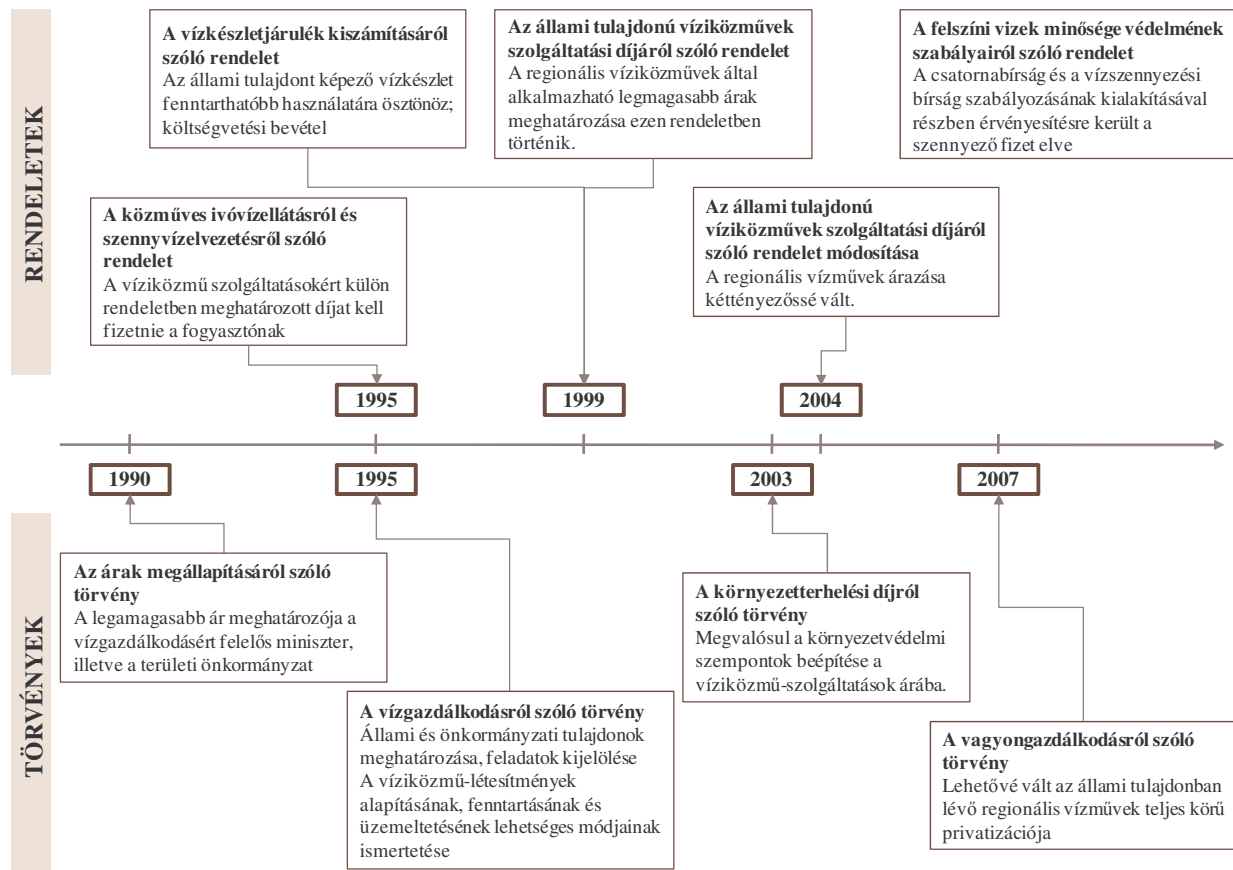 RENDELETEK
A vízkészletjárulék kiszámításáról
szóló rendelet
Az állami tulajdont képező vízkészlet
fenntarthatóbb használatára ösztönöz;
költségvetési bevétel
Az állami tulajdonú víziközművek
szolgáltatási díjáról szóló rendelet
A regionális víziközművek által
alkalmazható legmagasabb árak
meghatározása ezen rendeletben
történik.
A felszíni vizek minősége védelmének
szabályairól szóló rendelet
A csatornabírság és a vízszennyezési
bírság szabályozásának kialakításával
részben érvényesítésre került a
szennyező fizet elve
A közműves ivóvízellátásról és
szennyvízelvezetésről szóló
rendelet
A víziközmű szolgáltatásokért külön
rendeletben meghatározott díjat kell
fizetnie a fogyasztónak
Az állami tulajdonú
víziközművek szolgáltatási díjáról
szóló rendelet módosítása
A regionális vízművek árazása
kéttényezőssé vált.
1995
1999
2004
1990
1995
2003
2007
TÖRVÉNYEK
Az árak megállapításáról szóló
törvény
A legamagasabb ár meghatározója a
vízgazdálkodásért felelős miniszter,
illetve a területi önkormányzat
A vízgazdálkodásról szóló törvény
Állami és önkormányzati tulajdonok
meghatározása, feladatok kijelölése
A víziközmű-létesítmények
alapításának, fenntartásának és
üzemeltetésének lehetséges módjainak
ismertetése
A környezetterhelési díjról
szóló törvény
Megvalósul a környezetvédelmi
szempontok beépítése a
víziközmű-szolgáltatások árába.
A vagyongazdálkodásról szóló
törvény
Lehetővé vált az állami tulajdonban
lévő regionális vízművek teljes körű
privatizációja